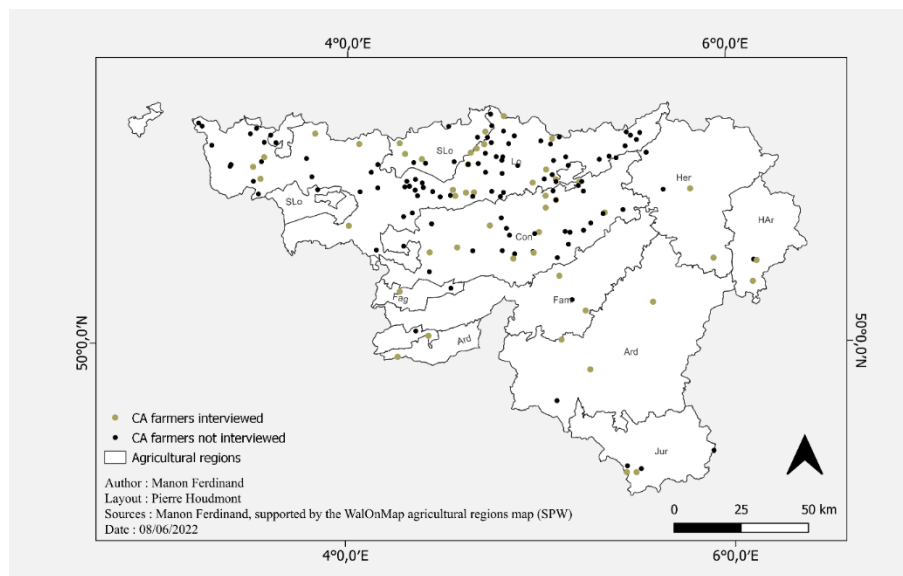 4°0,0′E
6°0,0′E
SLo
Lo
Her
SLo
HAr
Con
Fag
Fam
50°0,0′N
50°0,0′N
Ard
Ard
CA farmers interviewed
CA farmers not interviewed
Agricultural regions
Jur
Author : Manon Ferdinand
Layout : Pierre Houdmont
Sources : Manon Ferdinand, supported by the WalOnMap agricultural regions map (SPW)
Date : 08/06/2022
0 25 50 km
4°0,0′E
6°0,0′E